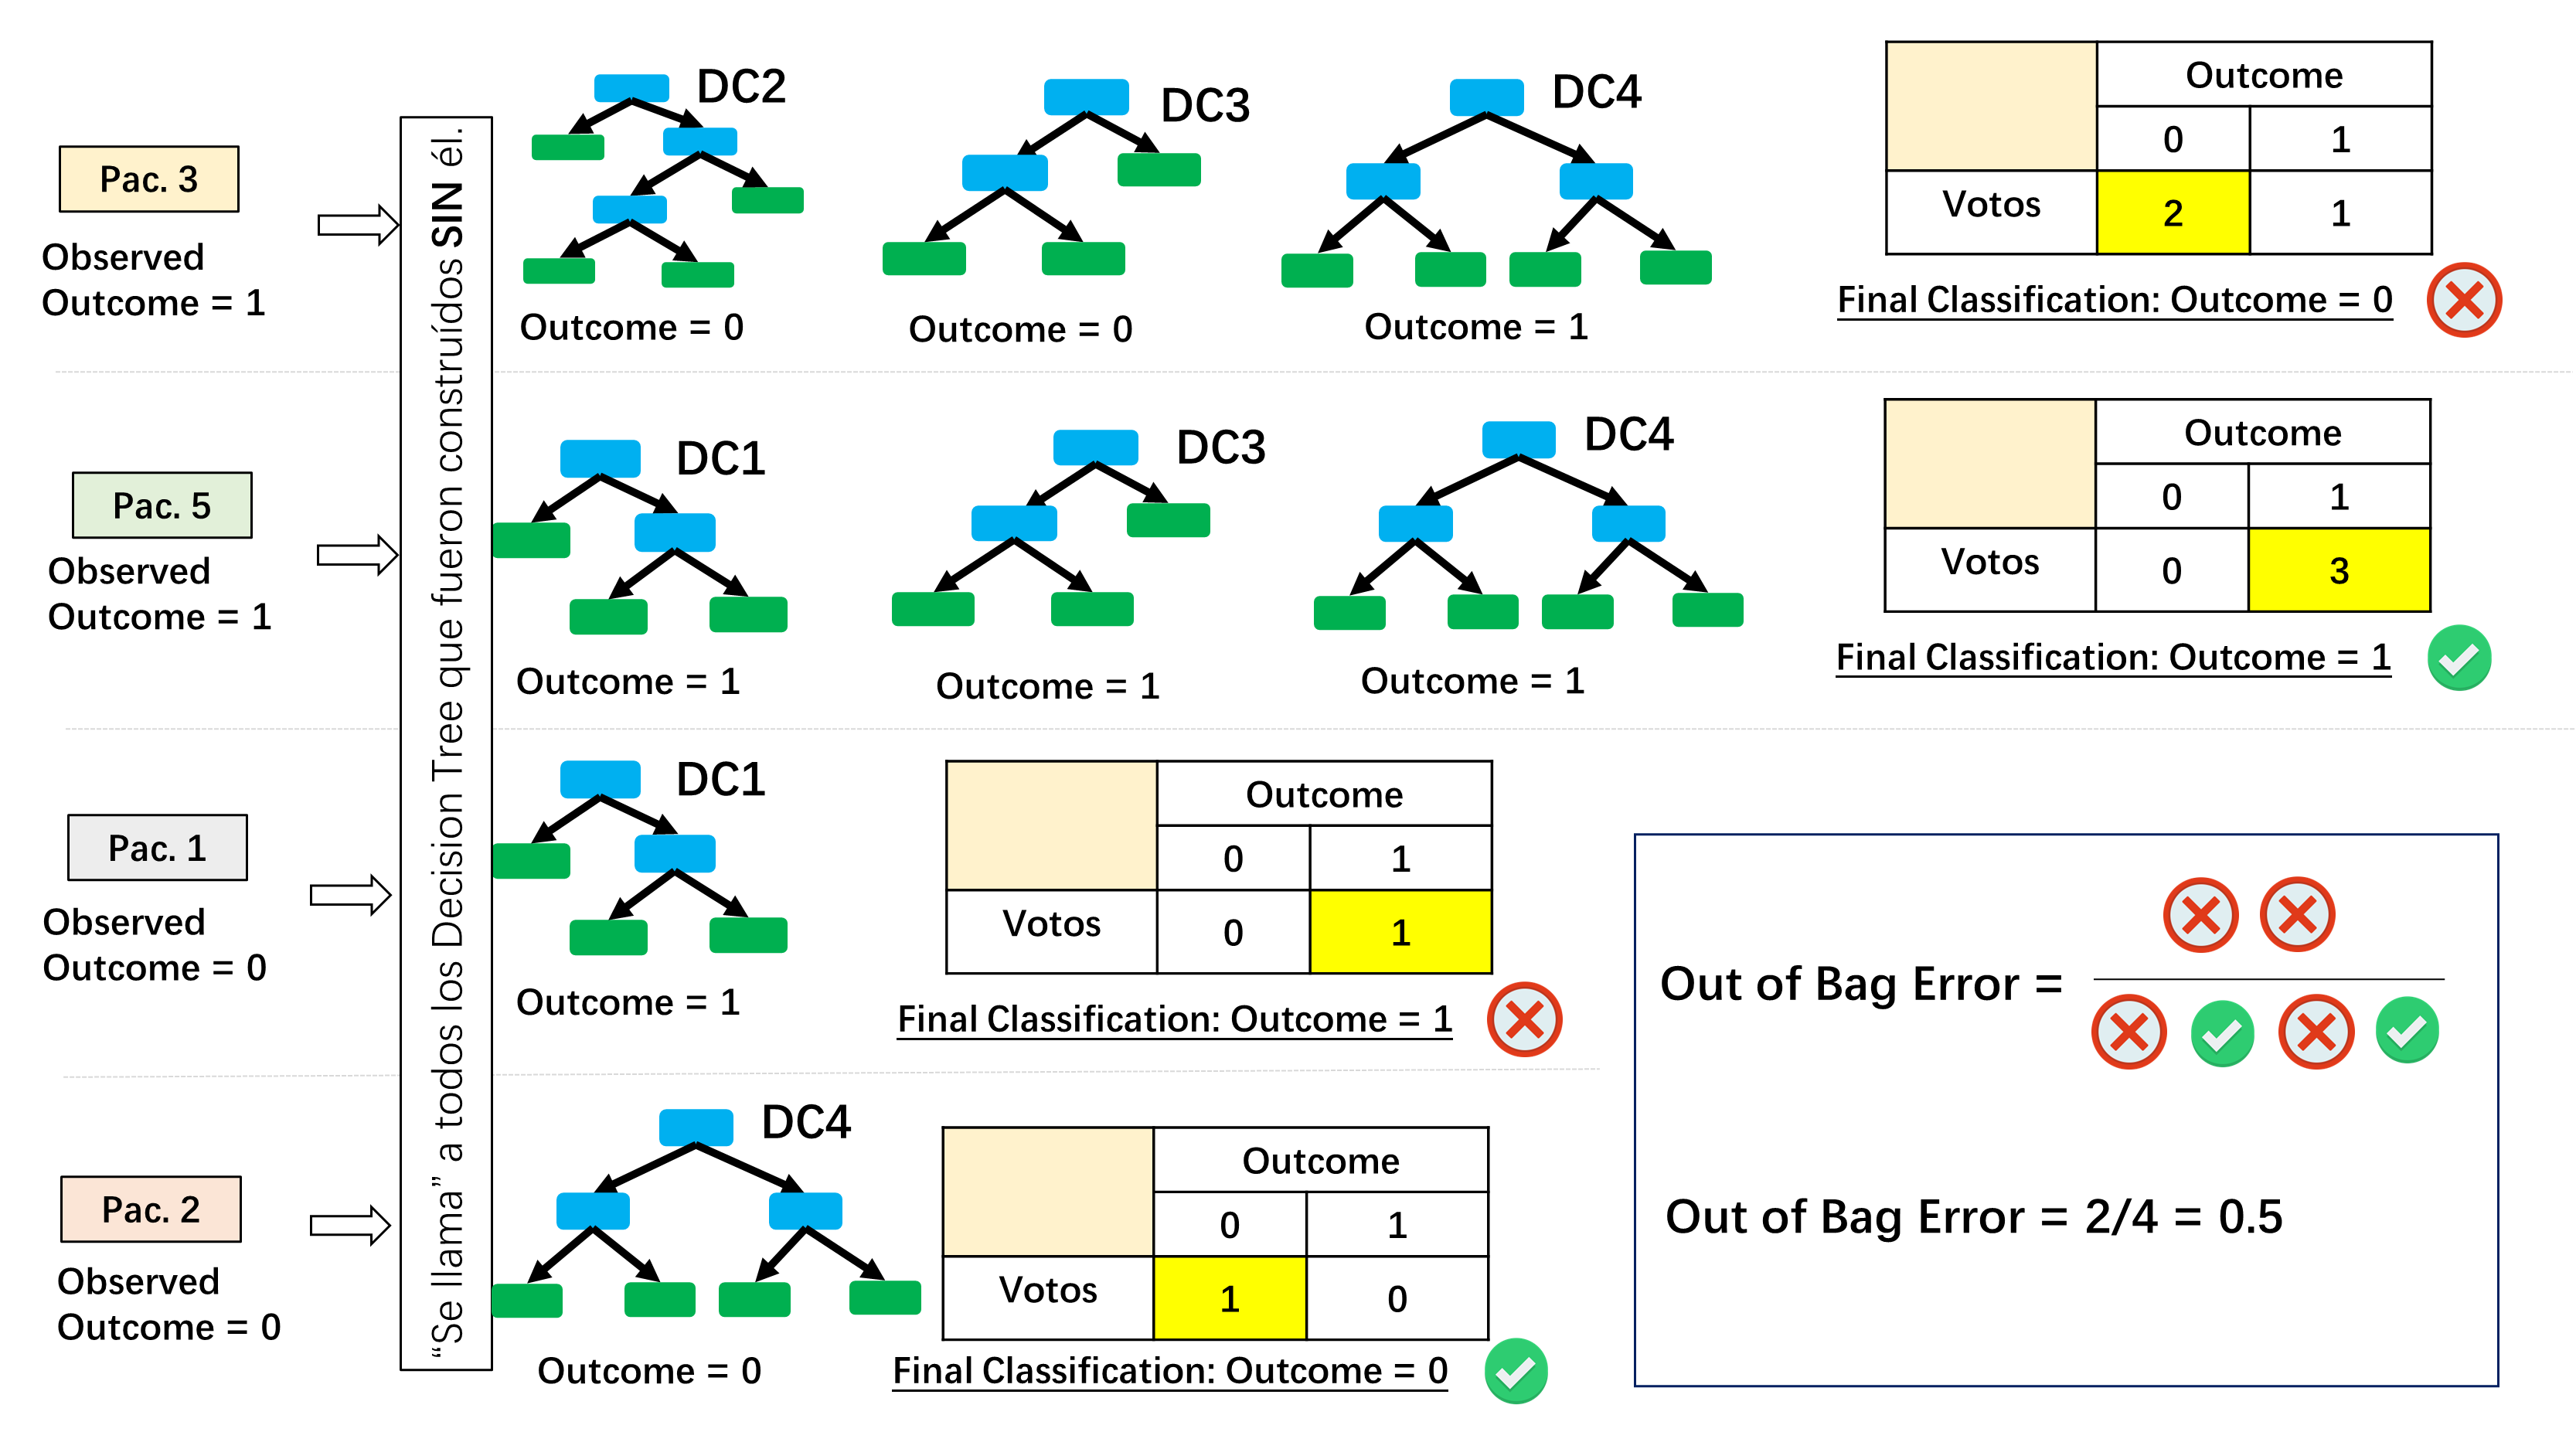 Pac. 3
Observed
Outcome = 1
"Se llama" a todos los Decision Tree que fueron construídos SIN él.
DC2
Outcome = 0
DC3
Outcome = 0
DC4
Outcome = 1
Outcome
0 1
Votos 2 1
Final Classification: Outcome = 0
Pac. 5
Observed
Outcome = 1
DC1
Outcome = 1
DC3
Outcome = 1
DC4
Outcome = 1
Outcome
0 1
Votos 0 3
Final Classification: Outcome = 1
Pac. 1
Observed
Outcome = 0
DC1
Outcome = 1
Outcome
0 1
Votos 0 1
Final Classification: Outcome = 1
Pac. 2
Observed
Outcome = 0
DC4
Outcome = 0
Outcome
0 1
Votos 1 0
Final Classification: Outcome = 0
Out of Bag Error =
Out of Bag Error = 2/4 = 0.5